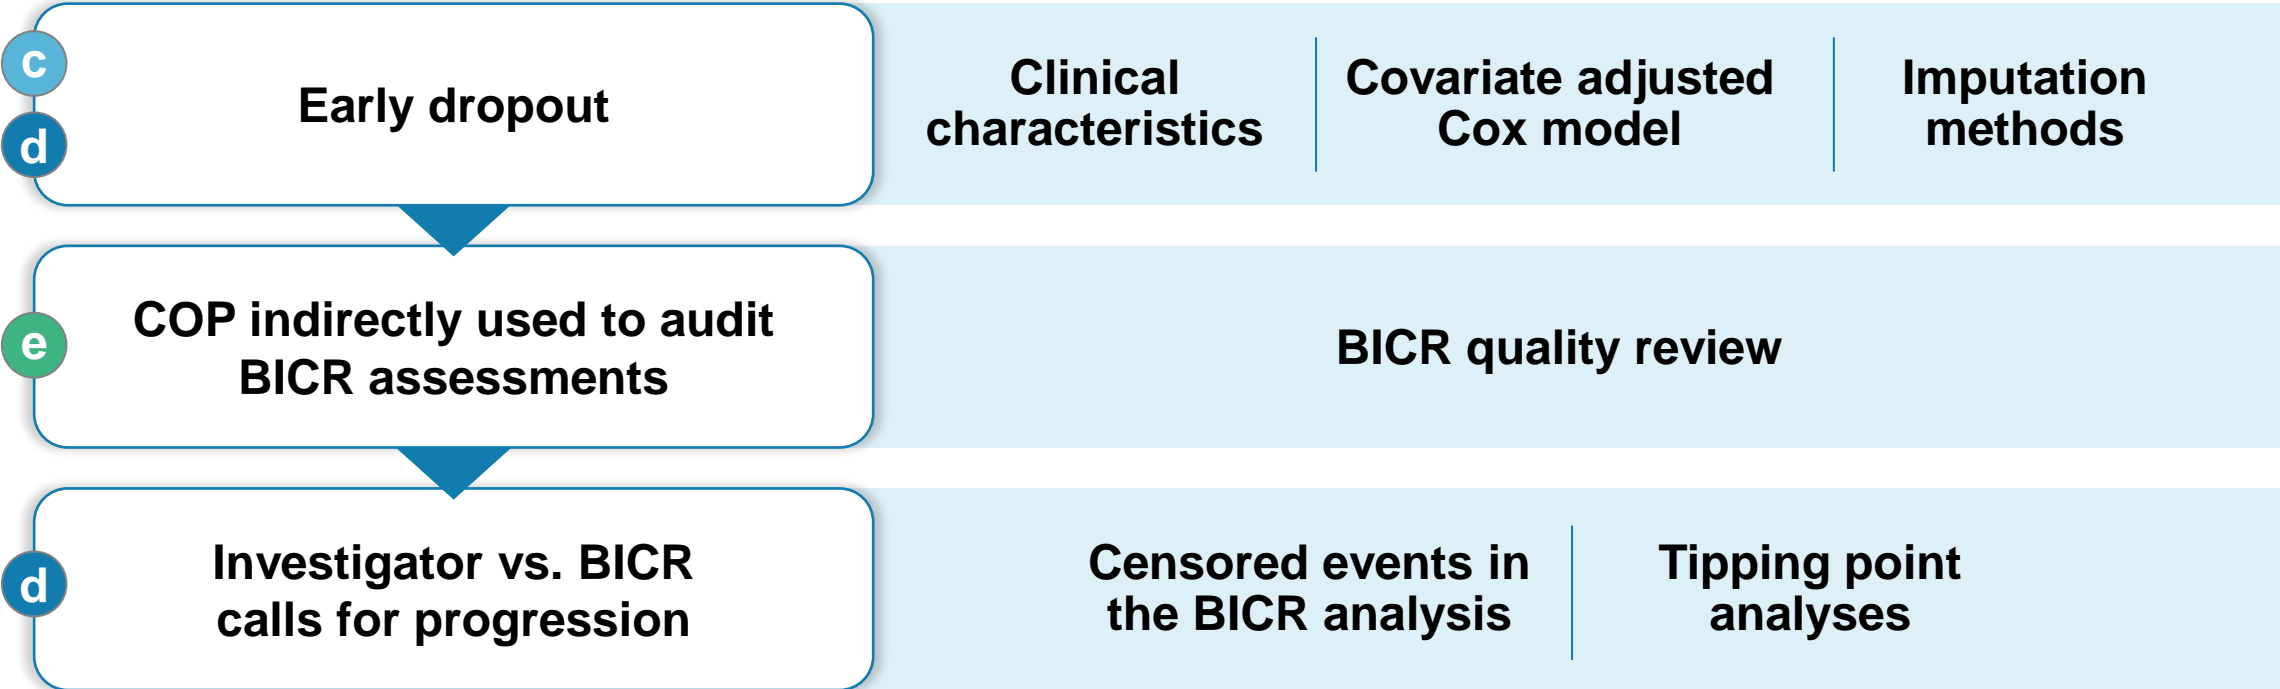 c
d
Early dropout
Clinical
characteristics
Covariate adjusted
Cox model
Imputation
methods
e
COP indirectly used to audit
BICR assessments
BICR quality review
d
Investigator vs. BICR
calls for progression
Censored events in
the BICR analysis
Tipping point
analyses